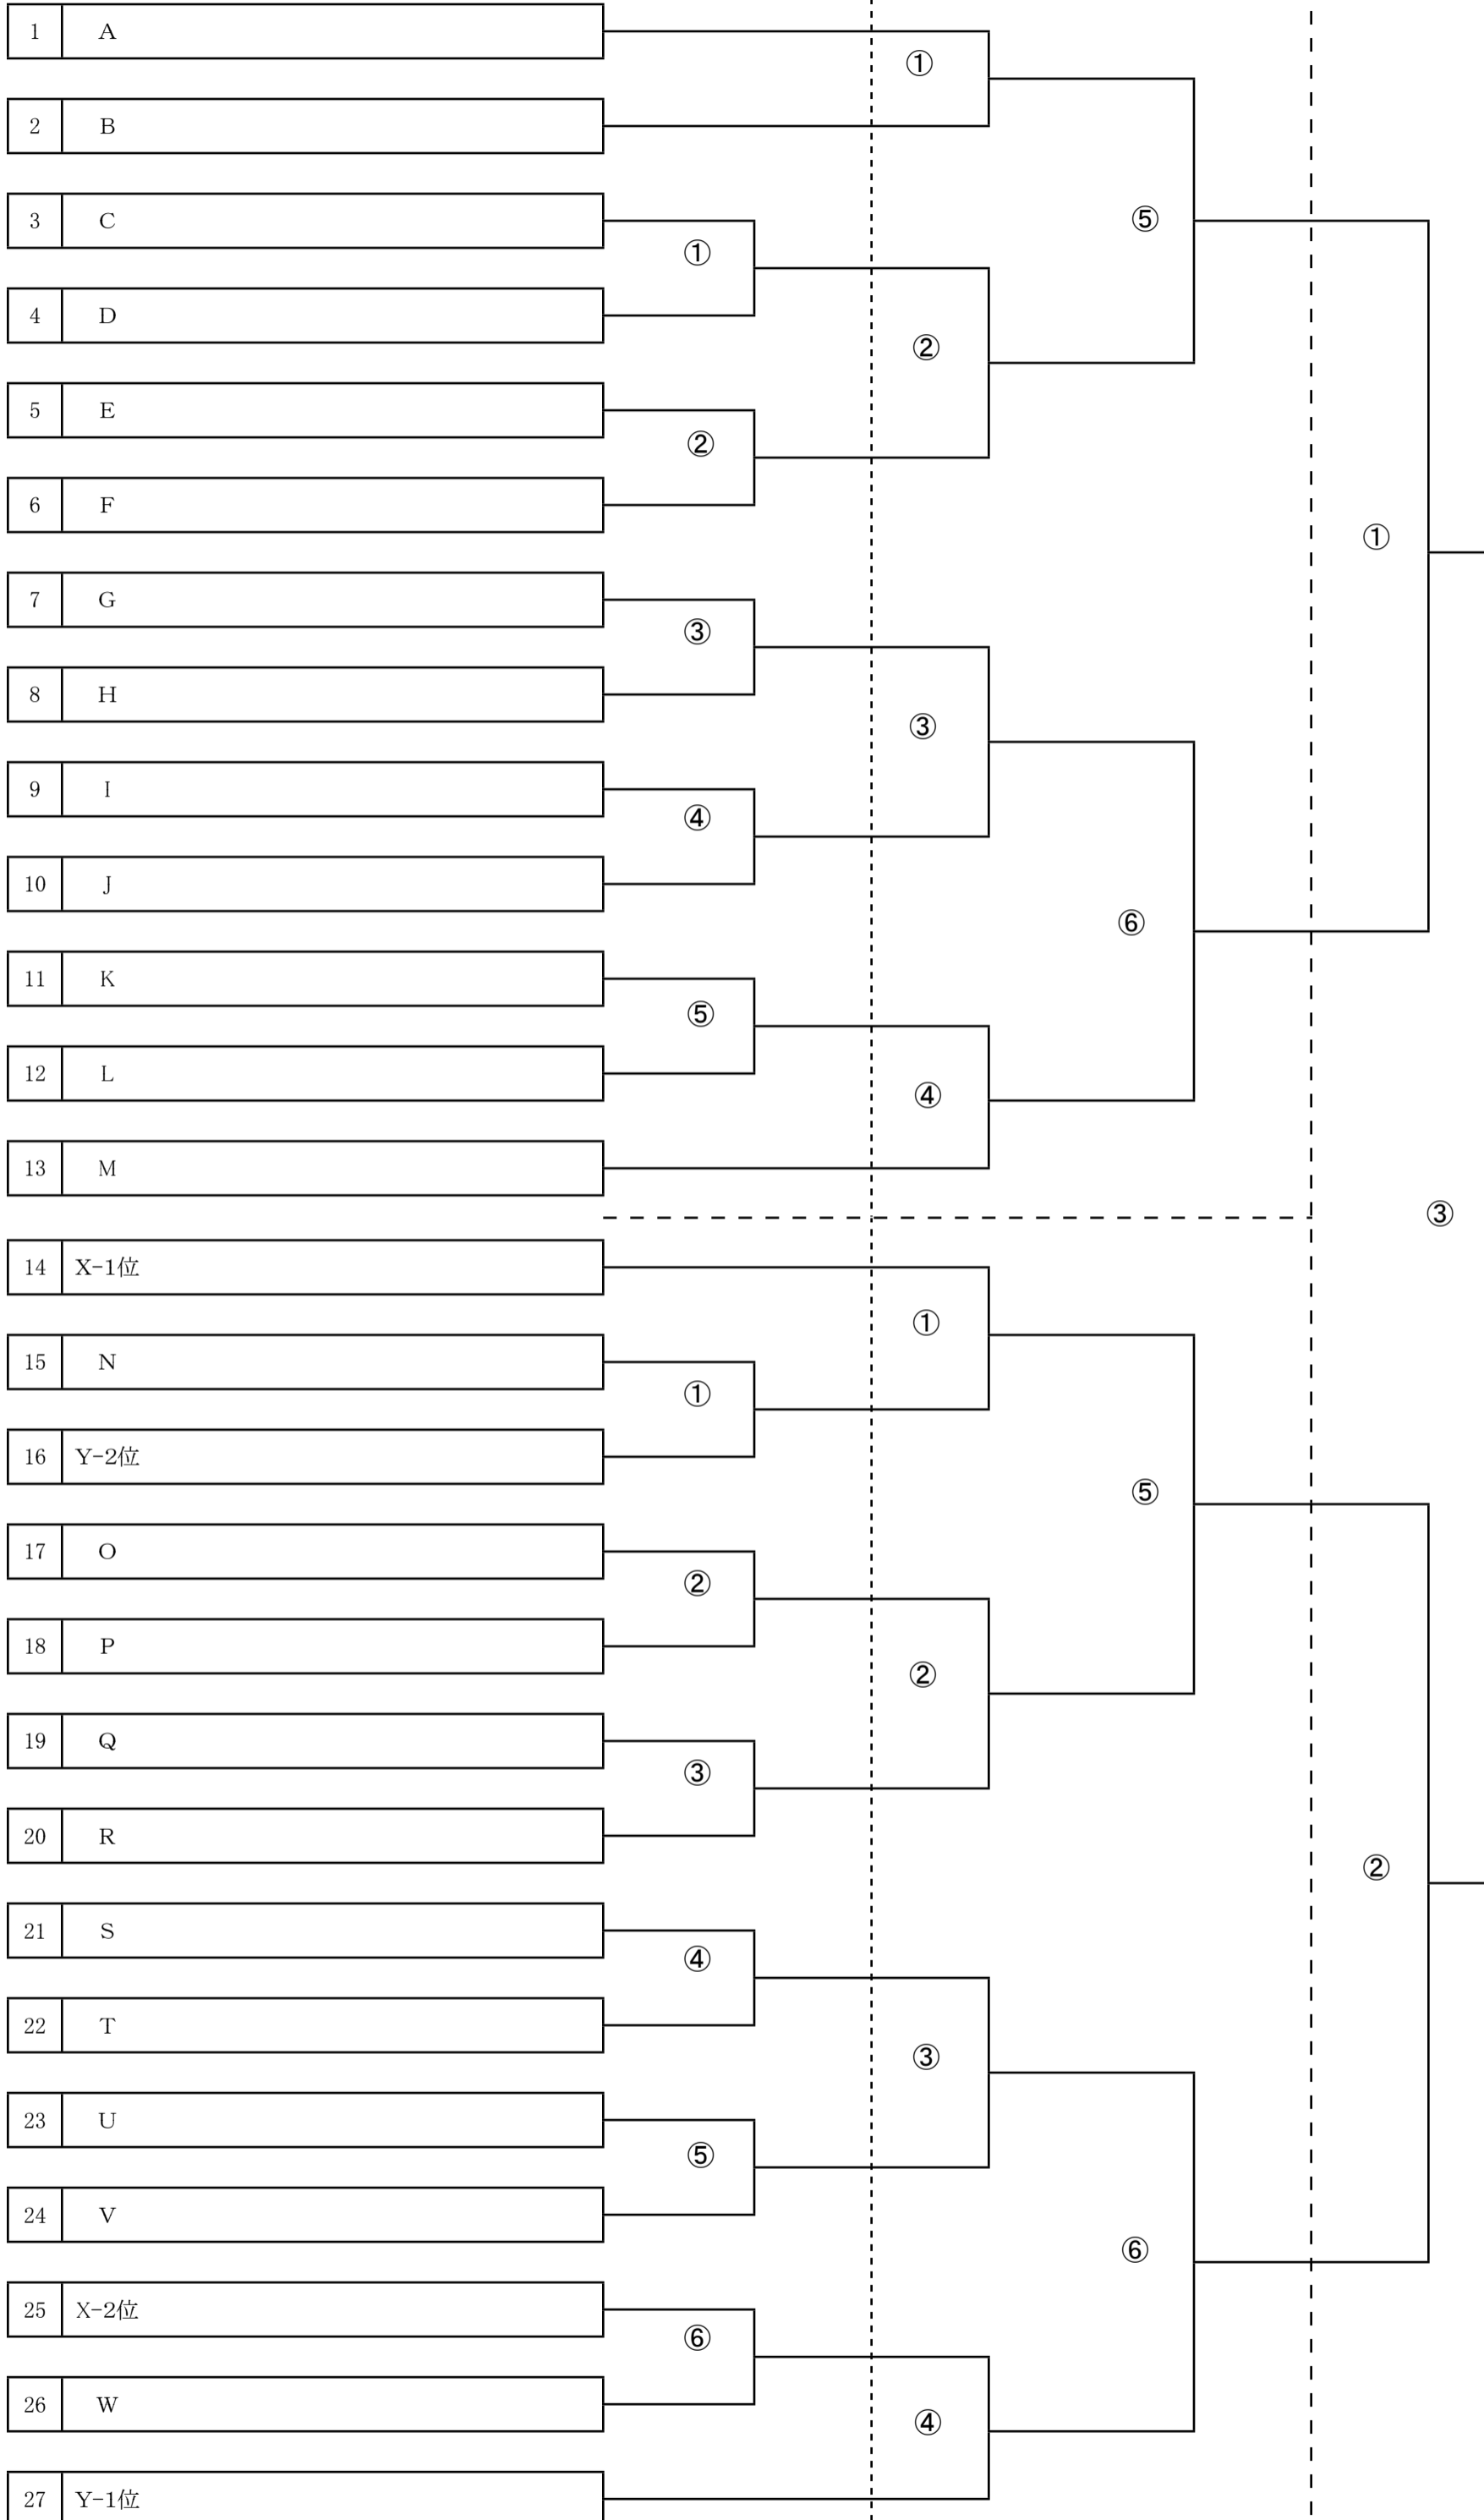 1 A
①
2 B
⑤
3 C
①
4 D
②
5 E
②
6 F
①
7 G
③
8 H
③
9 I
④
10 J
⑥
11 K
⑤
12 L
④
13 M
③
14 X-1位
①
15 N
①
16 Y-2位
⑤
17 O
②
18 P
②
19 Q
③
20 R
②
21 S
④
22 T
③
23 U
⑤
24 V
⑥
25 X-2位
⑥
26 W
④
27 Y-1位